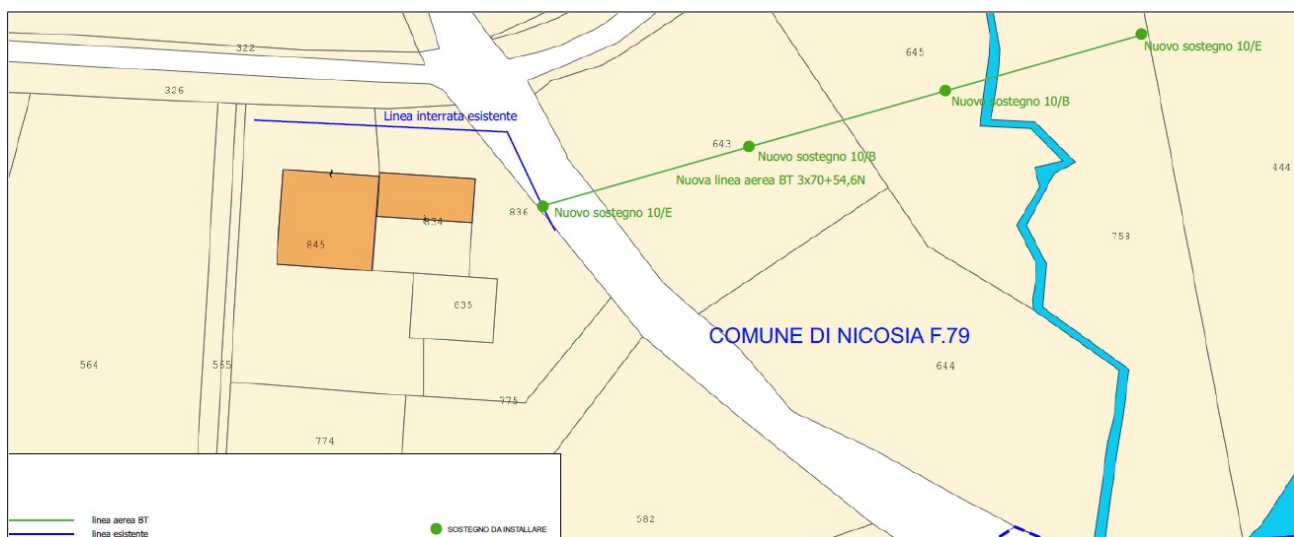 322
326
Linea interrata esistente
645
Nuovo sostegno 10/E
Nuovo sostegno 10/B
643
Nuovo sostegno 10/B
444
Nuova linea aerea BT 3x70+54,6N
836
Nuovo sostegno 10/E
834
845
759
835
COMUNE DI NICOSIA F.79
564
565
644
775
774
582
linea aerea BT
SOSTEGNO DA INSTALLARE
linea esistente